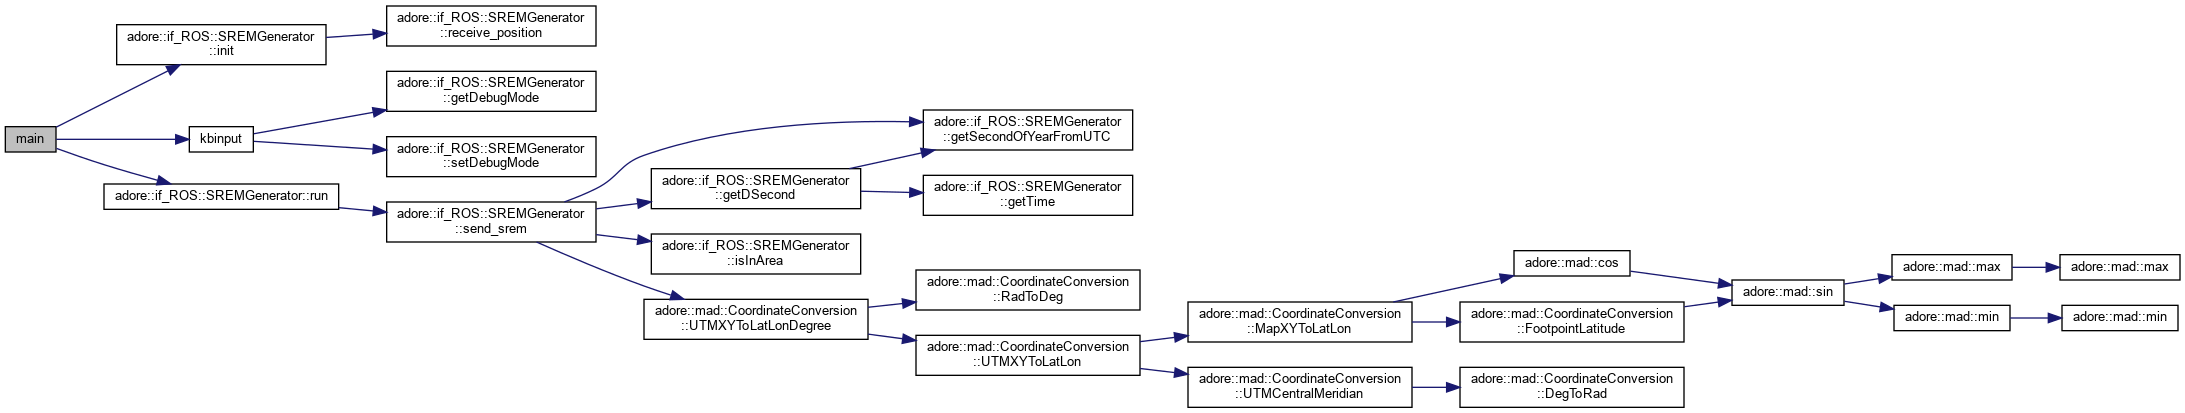 main
adore::if_ROS::SREMGenerator
::init
adore::if_ROS::SREMGenerator
::receive_position
kbinput
adore::if_ROS::SREMGenerator
::getDebugMode
adore::if_ROS::SREMGenerator
::setDebugMode
adore::if_ROS::SREMGenerator::run
adore::if_ROS::SREMGenerator
::send_srem
adore::if_ROS::SREMGenerator
::getSecondOfYearFromUTC
adore::if_ROS::SREMGenerator
::getDSecond
adore::if_ROS::SREMGenerator
::getTime
adore::if_ROS::SREMGenerator
::isInArea
adore::mad::CoordinateConversion
::UTMXYToLatLonDegree
adore::mad::CoordinateConversion
::RadToDeg
adore::mad::CoordinateConversion
::UTMXYToLatLon
adore::mad::CoordinateConversion
::MapXYToLatLon
adore::mad::CoordinateConversion
::UTMCentralMeridian
adore::mad::cos
adore::mad::CoordinateConversion
::FootpointLatitude
adore::mad::CoordinateConversion
::DegToRad
adore::mad::sin
adore::mad::max
adore::mad::max
adore::mad::min
adore::mad::min